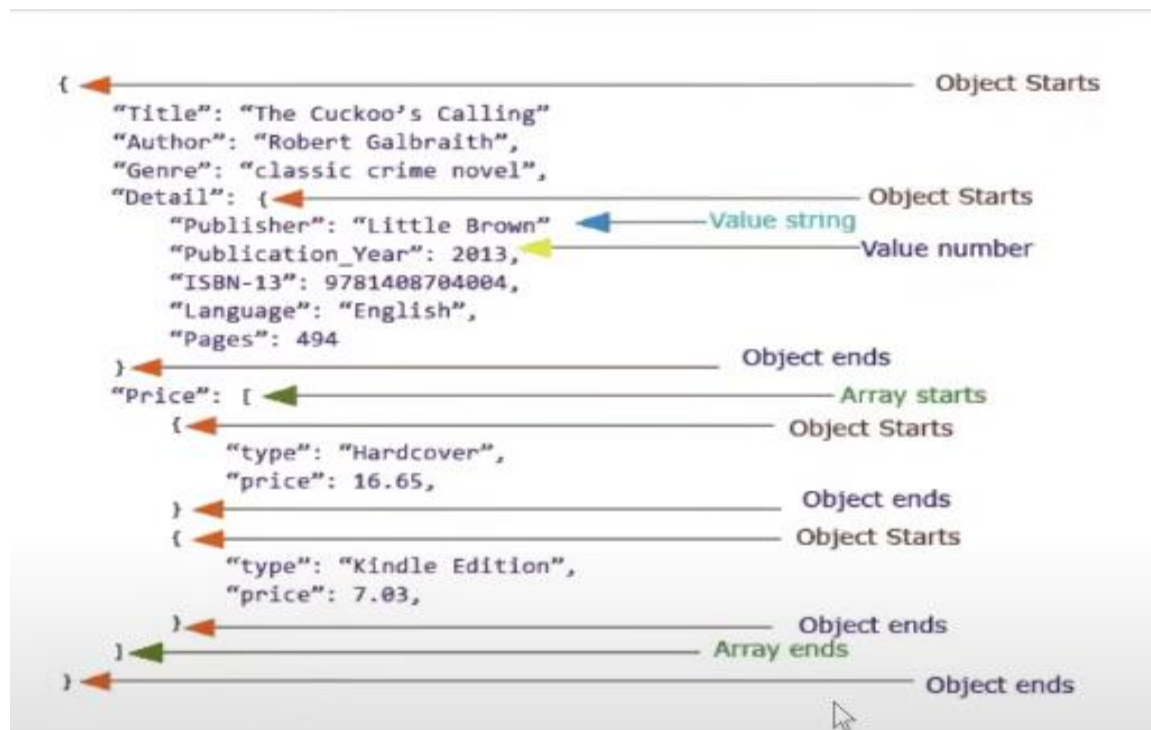 { Object Starts
“Title”: “The Cuckoo’s Calling”
“Author”: “Robert Galbraith”,
“Genre”: “classic crime novel”,
“Detail”: { Object Starts
“Publisher”: “Little Brown” Value string
“Publication_Year”: 2013, Value number
“ISBN-13”: 9781408704004,
“Language”: “English”,
“Pages”: 494
} Object ends
“Price”: [ Array starts
{ Object Starts
“type”: “Hardcover”,
“price”: 16.65,
} Object ends
{ Object Starts
“type”: “Kindle Edition”,
“price”: 7.03,
} Object ends
] Array ends
} Object ends